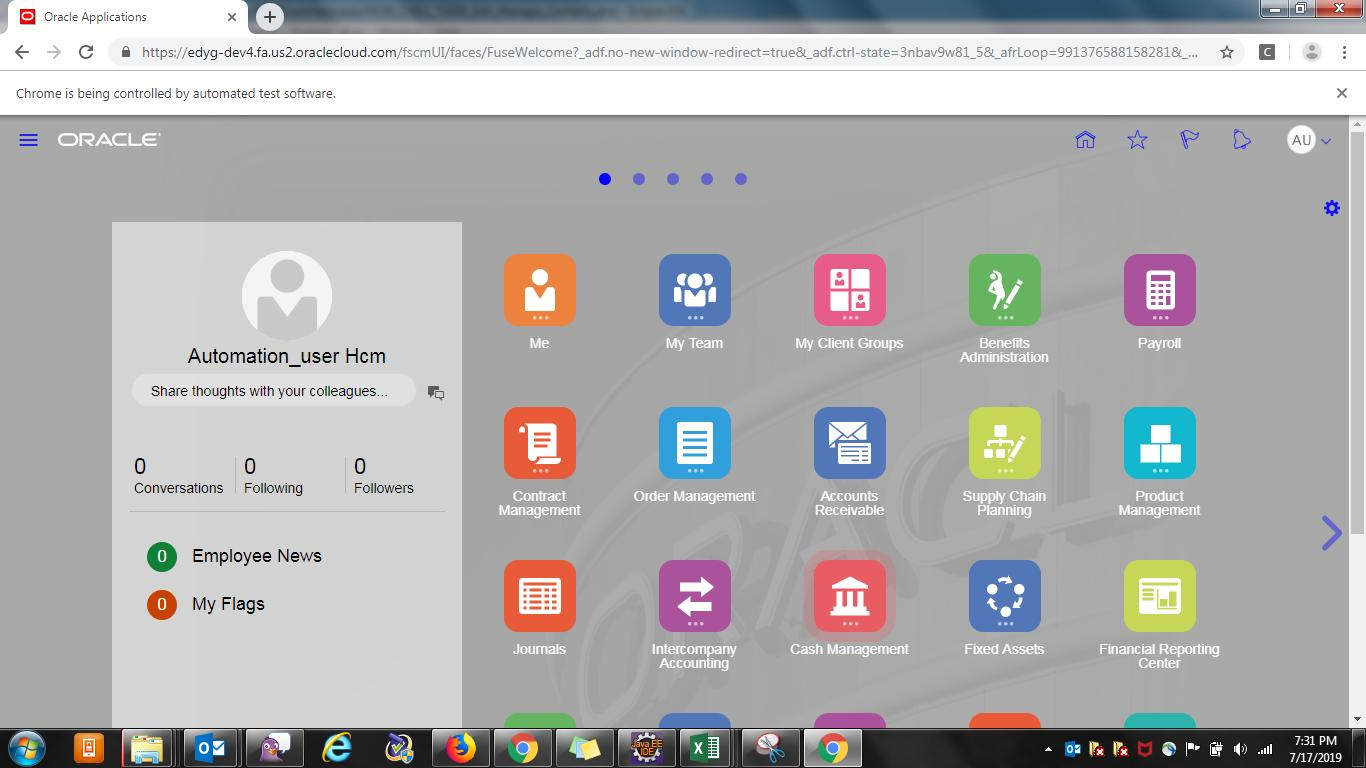 Oracle Applications
https://edyg-dev4.fa.us2.oraclecloud.com/fscmUI/faces/FuseWelcome?_adf.no-new-window-redirect=true&_adf.ctrl-state=3nbav9w81_5&_afrLoop=991376588158281&_...
C
Chrome is being controlled by automated test software.
ORACLE
AU
Automation_user Hcm
Share thoughts with your colleagues...
0 0 0
Conversations Following Followers
0 Employee News
0 My Flags
Me
My Team
My Client Groups
Benefits
Administration
Payroll
Contract
Management
Order Management
Accounts
Receivable
Supply Chain
Planning
Product
Management
Journals
Intercompany
Accounting
Cash Management
Fixed Assets
Financial Reporting
Center
Java EE
IDE
7:31 PM
7/17/2019